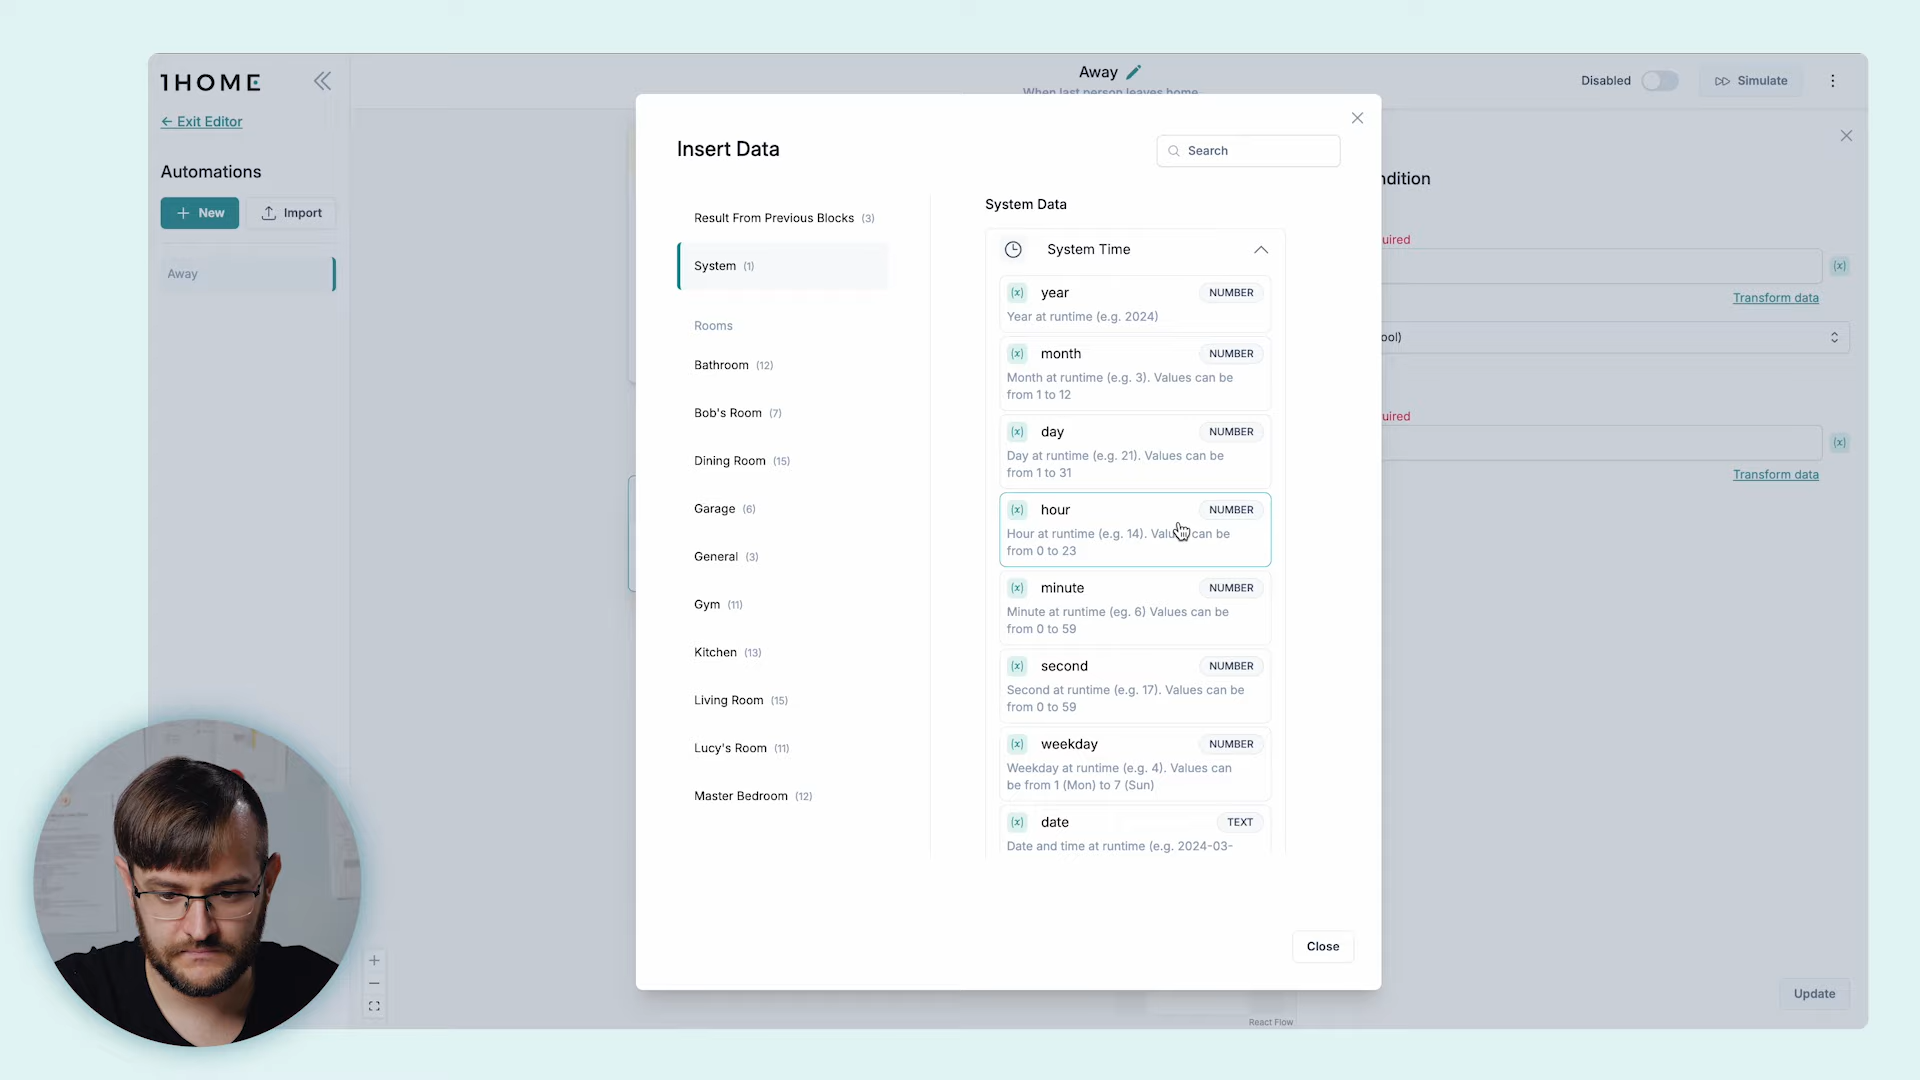 1HOME
← Exit Editor
Automations
+ New
Import
Away
Away
When last person leaves home
Disabled
Simulate
Insert Data
Search
Result From Previous Blocks (3)
System (1)
Rooms
Bathroom (12)
Bob's Room (7)
Dining Room (15)
Garage (6)
General (3)
Gym (11)
Kitchen (13)
Living Room (15)
Lucy's Room (11)
Master Bedroom (12)
System Data
System Time
(x) year NUMBER
Year at runtime (e.g. 2024)
(x) month NUMBER
Month at runtime (e.g. 3). Values can be
from 1 to 12
(x) day NUMBER
Day at runtime (e.g. 21). Values can be
from 1 to 31
(x) hour NUMBER
Hour at runtime (e.g. 14). Values can be
from 0 to 23
(x) minute NUMBER
Minute at runtime (eg. 6) Values can be
from 0 to 59
(x) second NUMBER
Second at runtime (e.g. 17). Values can be
from 0 to 59
(x) weekday NUMBER
Weekday at runtime (e.g. 4). Values can
be from 1 (Mon) to 7 (Sun)
(x) date TEXT
Date and time at runtime (e.g. 2024-03-
Close
ndition
uired
(x)
Transform data
ool)
uired
(x)
Transform data
Update
React Flow